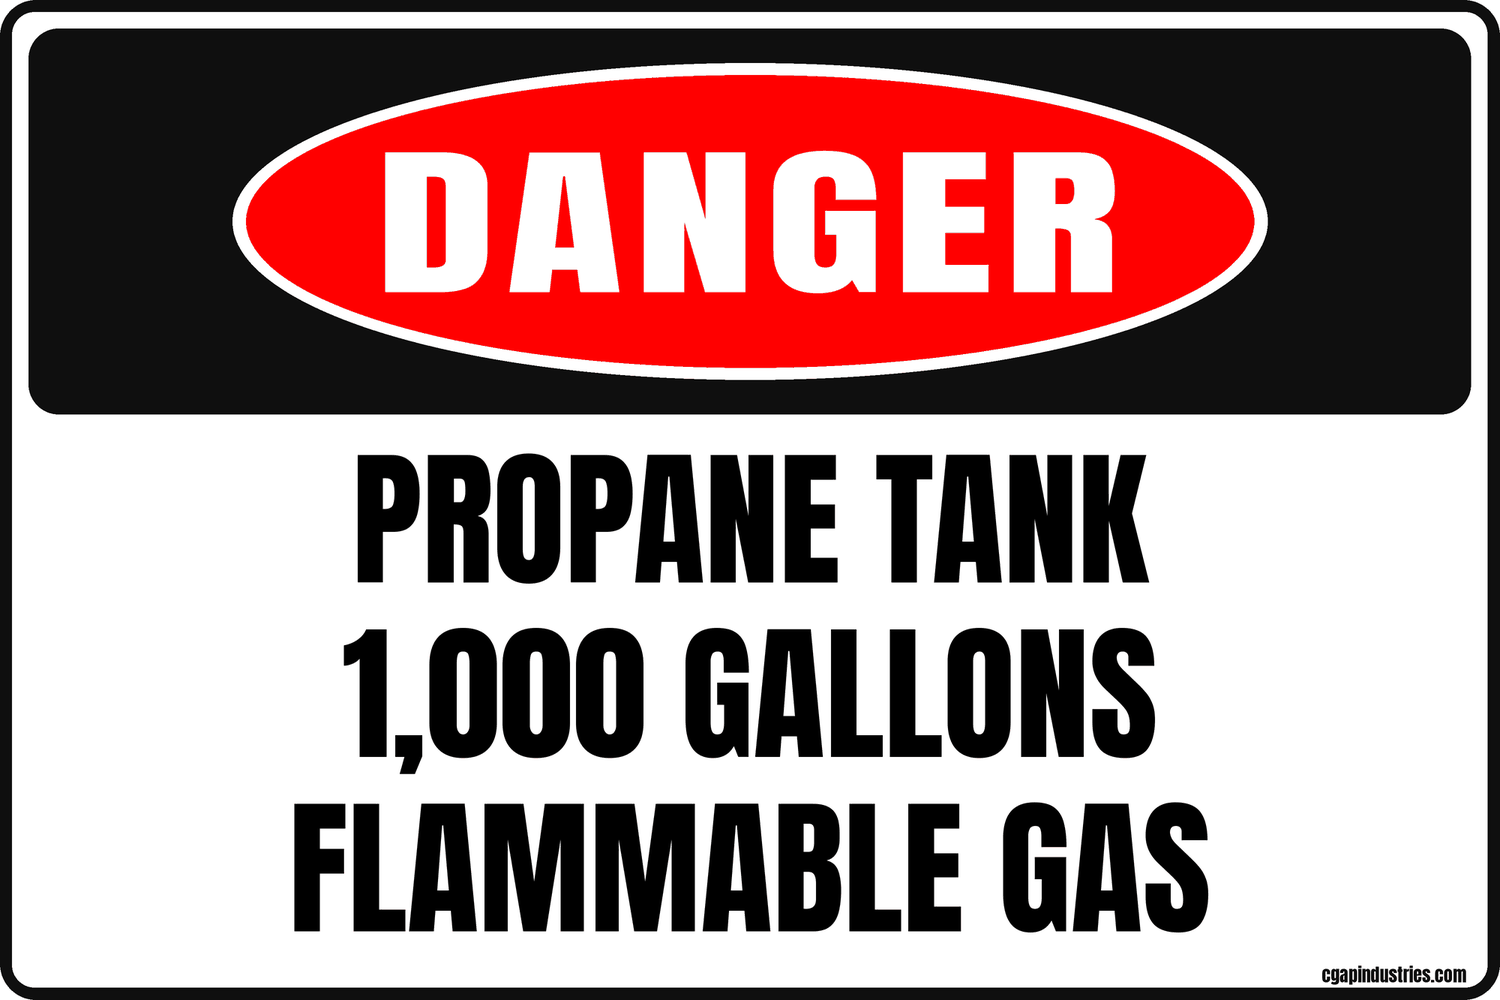 DANGER
PROPANE TANK
1,000 GALLONS
FLAMMABLE GAS
cgapindustries.com